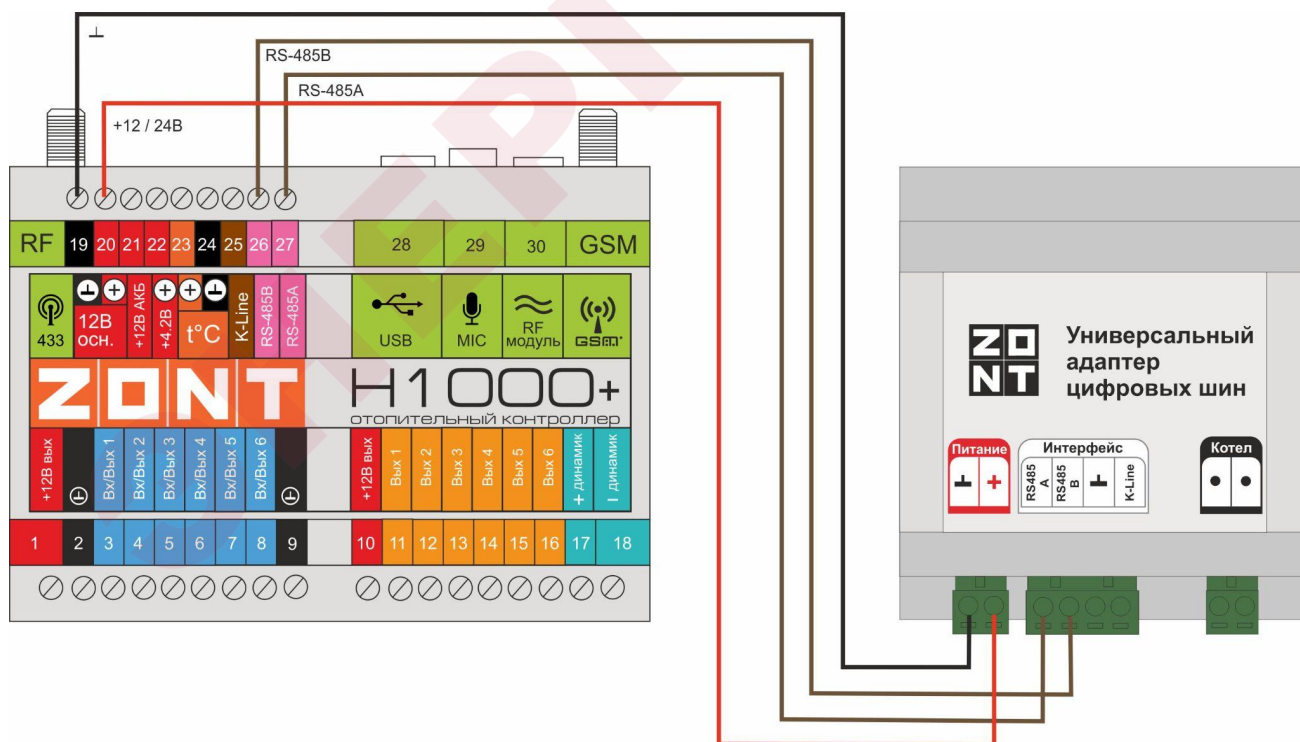 ⊥
RS-485B
RS-485A
+12 / 24В
RF 19 20 21 22 23 24 25 26 27 28 29 30 GSM
433
12В
осн.
+12В АКБ
+4.2В
t°C
K-Line
RS-485B
RS-485A
USB
MIC
RF
модуль
GSM
ZONT
H1000+
отопительный контроллер
+12В вых
Вх/Вых 1
Вх/Вых 2
Вх/Вых 3
Вх/Вых 4
Вх/Вых 5
Вх/Вых 6
+12В вых
Вых 1
Вых 2
Вых 3
Вых 4
Вых 5
Вых 6
+ динамик
– динамик
1 2 3 4 5 6 7 8 9 10 11 12 13 14 15 16 17 18
ZONT
Универсальный
адаптер
цифровых шин
Питание
⊥ +
Интерфейс
RS485
A
RS485
B
⊥
K-Line
Котел